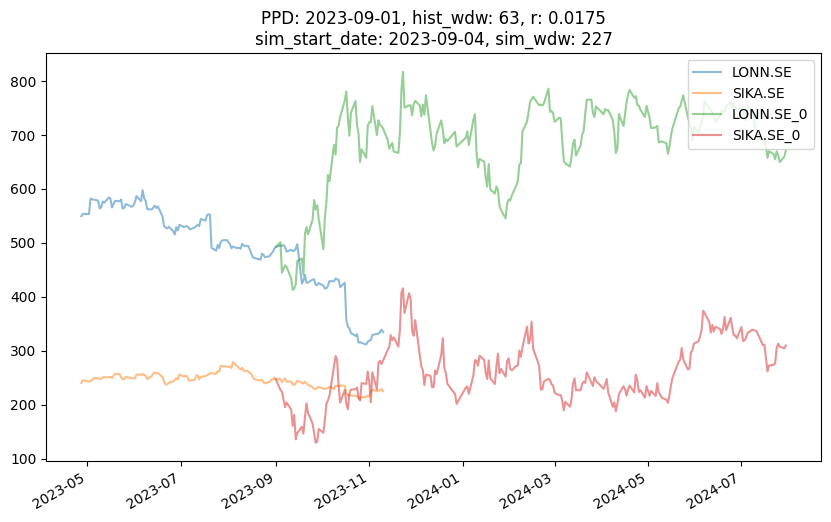 PPD: 2023-09-01, hist_wdw: 63, r: 0.0175
sim_start_date: 2023-09-04, sim_wdw: 227
LONN.SE
SIKA.SE
LONN.SE_0
SIKA.SE_0
800
700
600
500
400
300
200
100
2023-05
2023-07
2023-09
2023-11
2024-01
2024-03
2024-05
2024-07